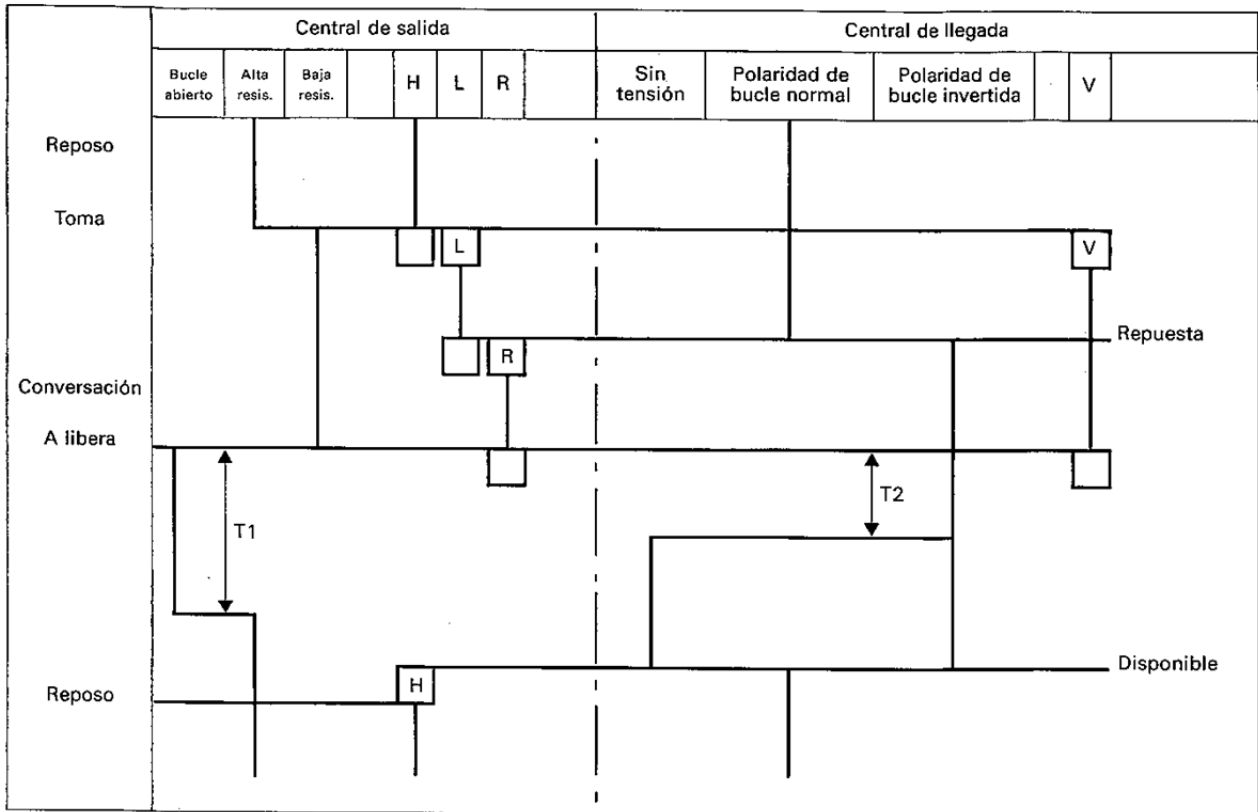 Central de salida
Central de llegada
Bucle abierto
Alta resis.
Baja resis.
H
L
R
Sin tensión
Polaridad de bucle normal
Polaridad de bucle invertida
V
Reposo
Toma
L
V
Repuesta
R
Conversación
A libera
T1
T2
Disponible
H
Reposo